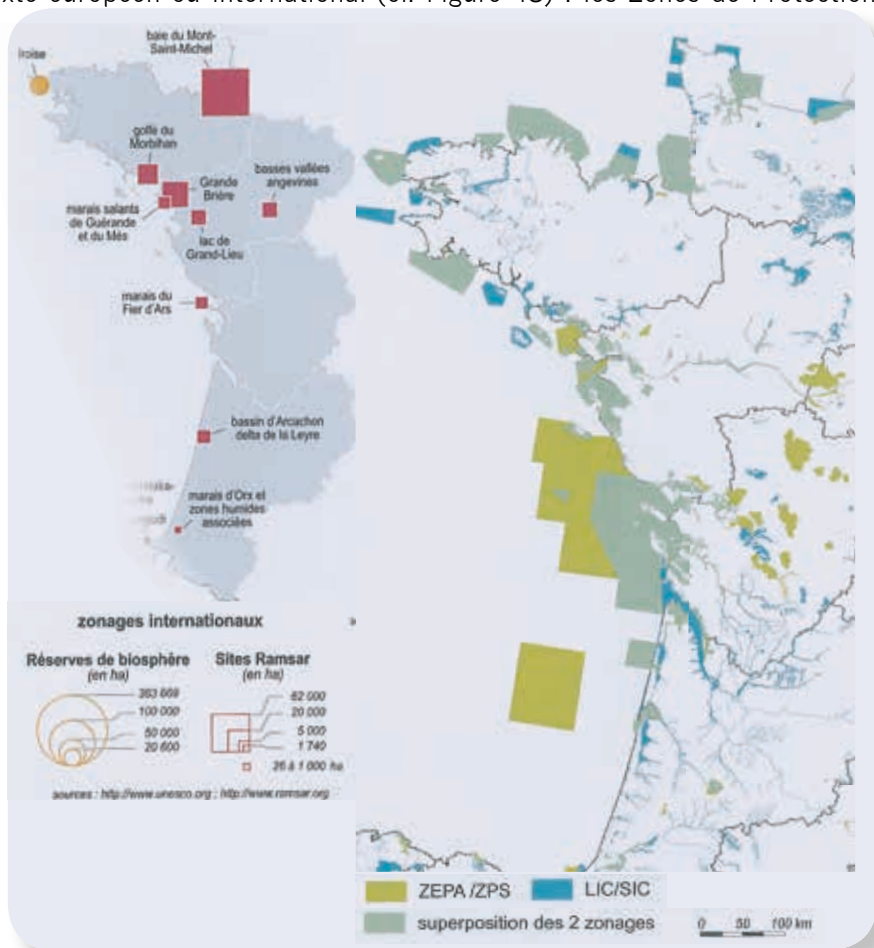 exte européen ou international (cf. Figure 48) : les Zones de Protection
baie du Mont-
Saint-Michel
Iroise
golfe du
Morbihan
Grande
Brière
basses vallées
angevines
marais salants
de Guérande
et du Més
lac de
Grand-Lieu
marais du
Fier d'Ars
bassin d'Arcachon
delta de la Leyre
marais d'Orx et
zones humides
associées
zonages internationaux
Réserves de biosphère
(en ha)
363 669
100 000
50 000
20 600
Sites Ramsar
(en ha)
62 000
20 000
5 000
1 740
26 à 1 000 ha
sources : http://www.unesco.org ; http://www.ramsar.org
ZEPA /ZPS
LIC/SIC
superposition des 2 zonages
0 50 100 km